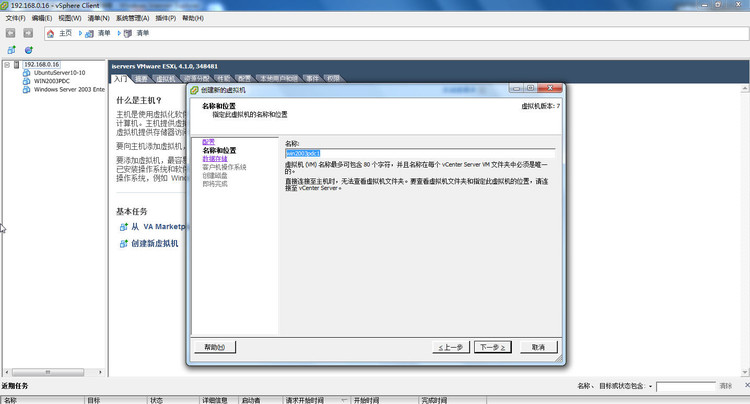 192.168.0.16 - vSphere Client
文件(F) 编辑(E) 视图(W) 清单(N) 系统管理(A) 插件(P) 帮助(H)
主页 清单 清单
192.168.0.16
UbuntuServer10-10
WIN2003PDC
Windows Server 2003 Ente
iservers VMware ESXi, 4.1.0, 348481
入门 摘要 虚拟机 资源分配 性能 配置 本地用户和组 事件 权限
什么是主机?
主机是使用虚拟化软件
计算机。主机提供虚
虚拟机提供存储器访
要向主机添加虚拟机,
要添加虚拟机,最容易
已安装操作系统和软件
操作系统,例如 Wind
基本任务
从 VA Marketp
创建新虚拟机
创建新的虚拟机
名称和位置
指定此虚拟机的名称和位置
虚拟机版本: 7
配置
名称和位置
数据存储
客户机操作系统
创建磁盘
即将完成
名称:
win2003pdc1
虚拟机 (VM) 名称最多可包含 80 个字符,并且名称在每个 vCenter Server VM 文件夹中必须是唯一
的。
直接连接至主机时,无法查看虚拟机文件夹。要查看虚拟机文件夹和指定此虚拟机的位置,请连
接至 vCenter Server。
帮助(H) ≤上一步 下一步 ≥ 取消
近期任务
名称、目标或状态包含: 清除
名称 目标 状态 详细信息 启动者 请求开始时间 开始时间 完成时间